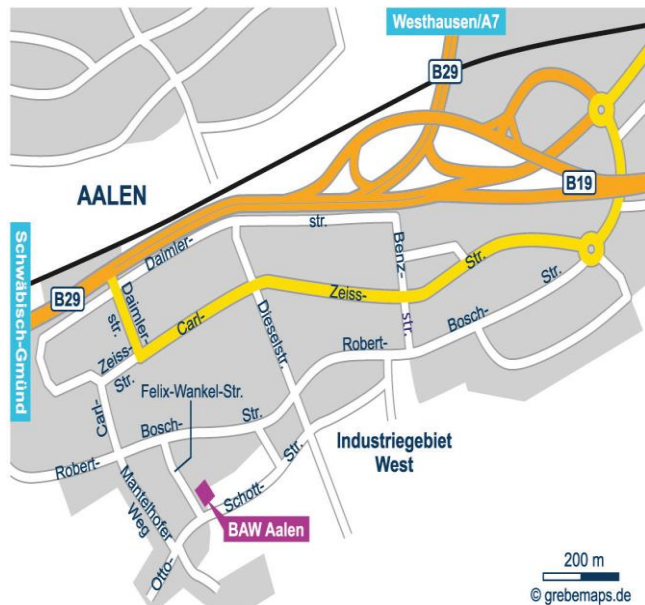 Westhausen/A7
B29
AALEN
B19
Schwäbisch-Gmünd
B29
Daimler-
str.
Daimler-
str.
Benz-
str.
Carl-
Zeiss-
Str.
Dieselstr.
Zeiss-
Str.
Carl-
Robert-
Bosch-
Str.
Felix-Wankel-Str.
Robert-
Bosch-
Str.
Industriegebiet
West
Mantelhofer
Weg
Otto-
Schott-
Str.
BAW Aalen
200 m
© grebemaps.de